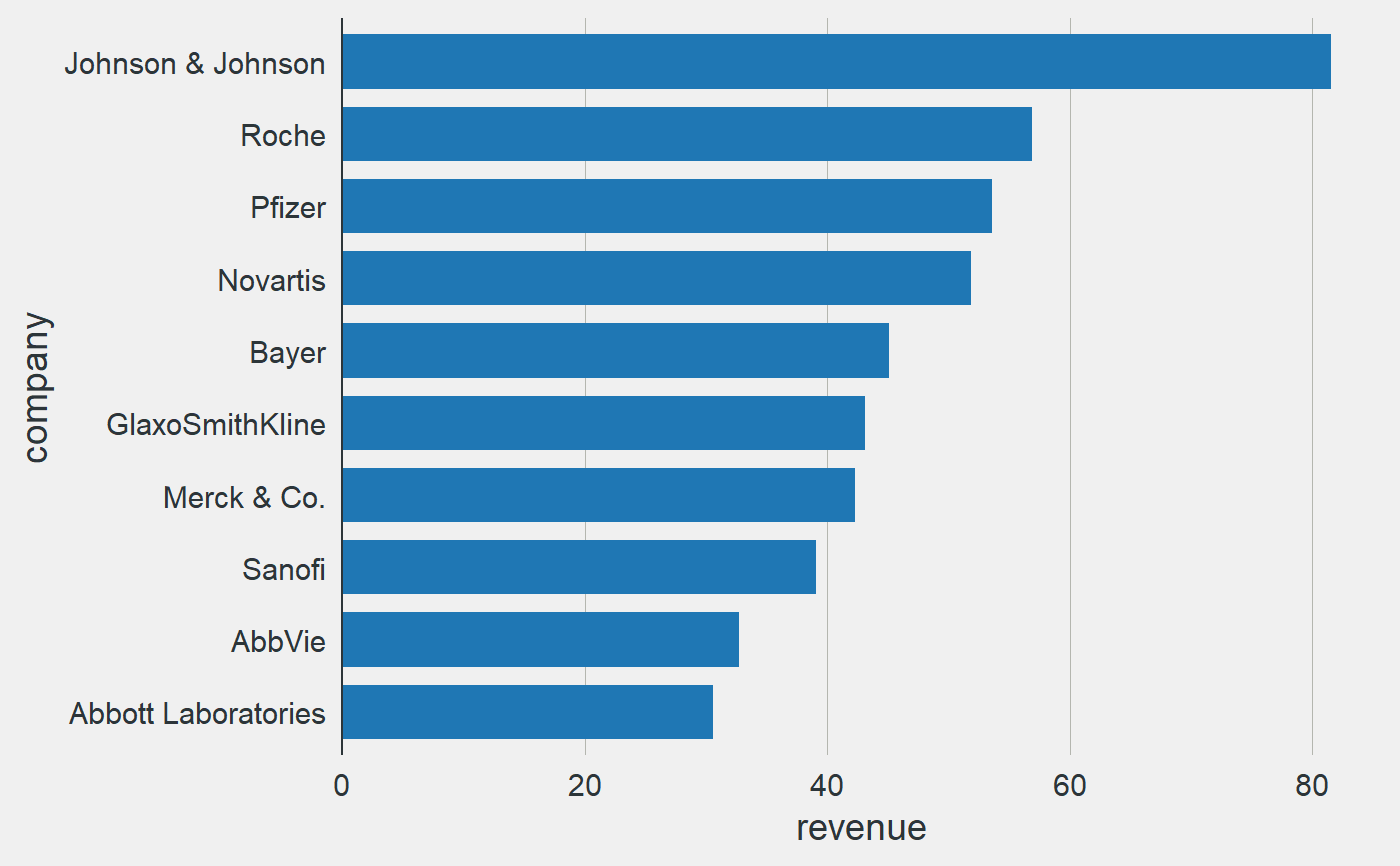 Johnson & Johnson
Roche
Pfizer
Novartis
Bayer
GlaxoSmithKline
Merck & Co.
Sanofi
AbbVie
Abbott Laboratories
company
0 20 40 60 80
revenue